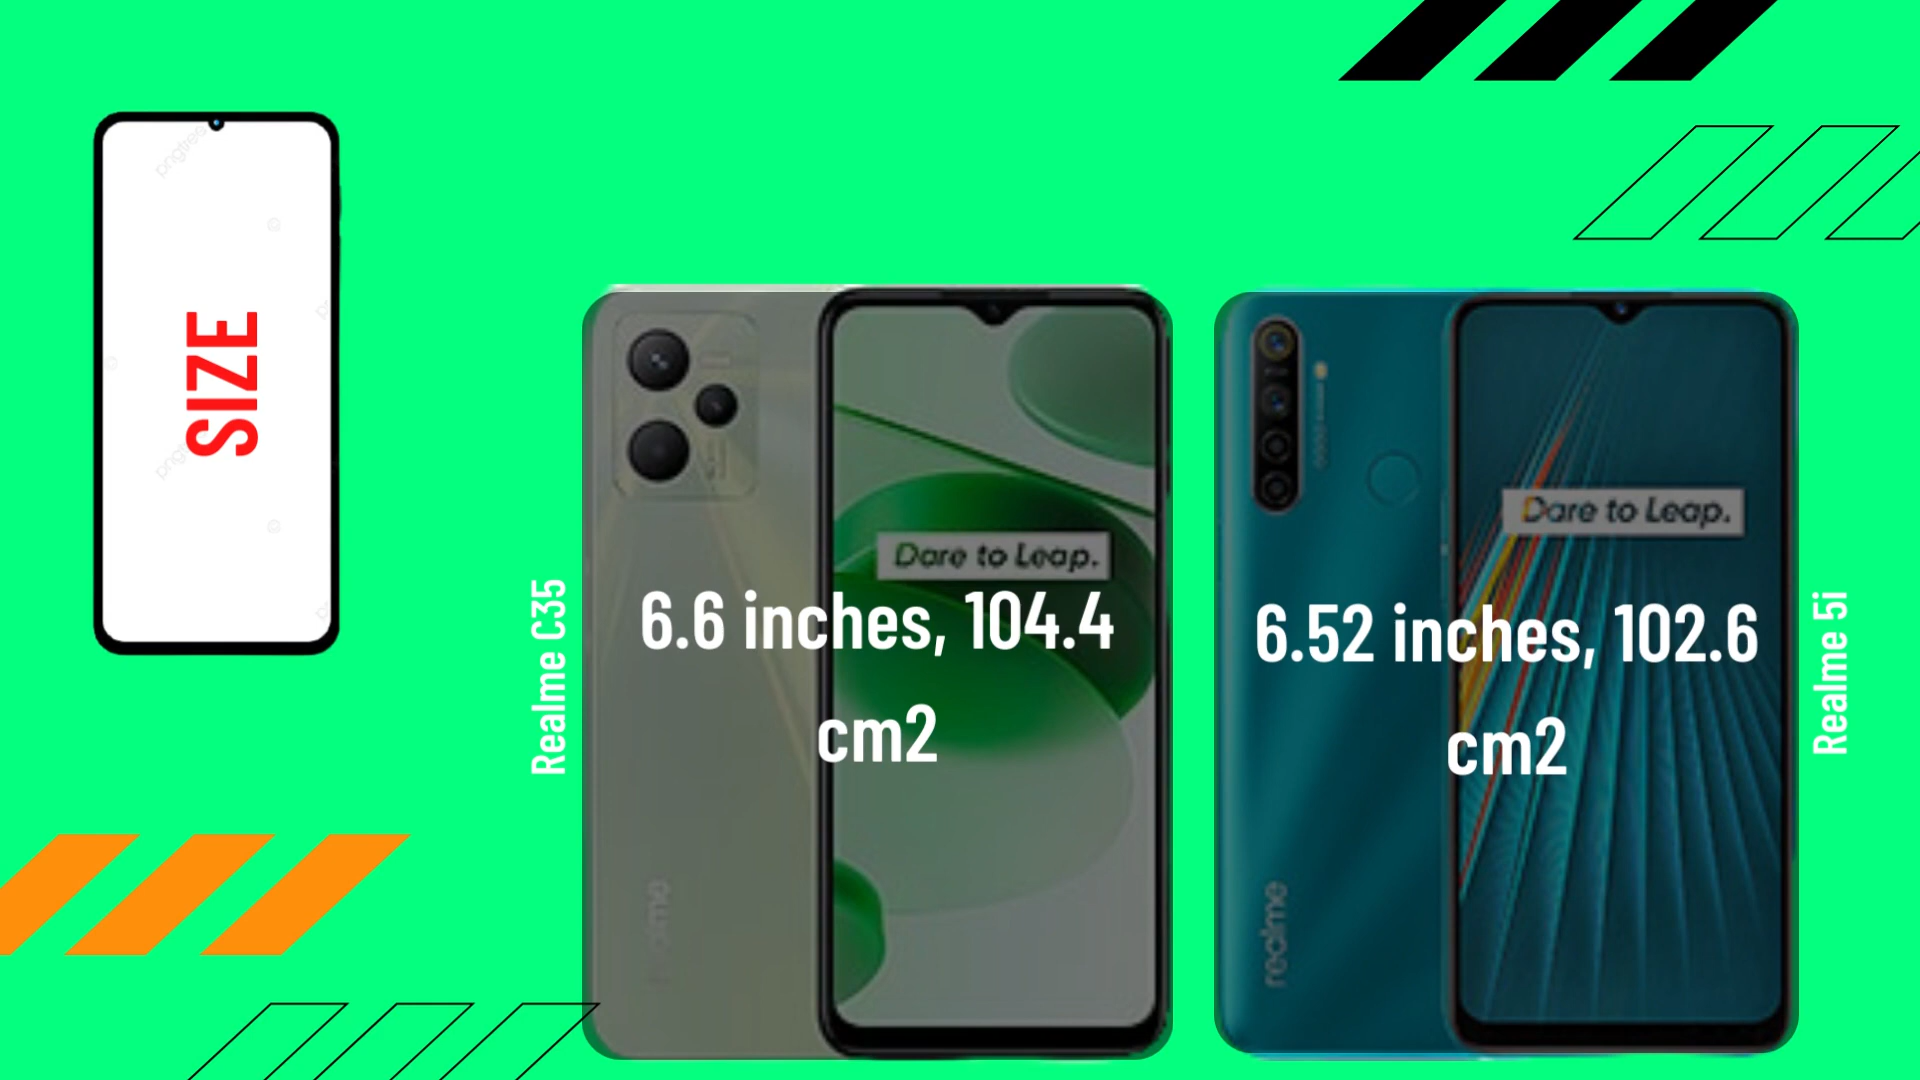 SIZE
Realme C35
Dare to Leap.
6.6 inches, 104.4
cm2
realme
Dare to Leap.
6.52 inches, 102.6
cm2
realme
Realme 5i
pngtree